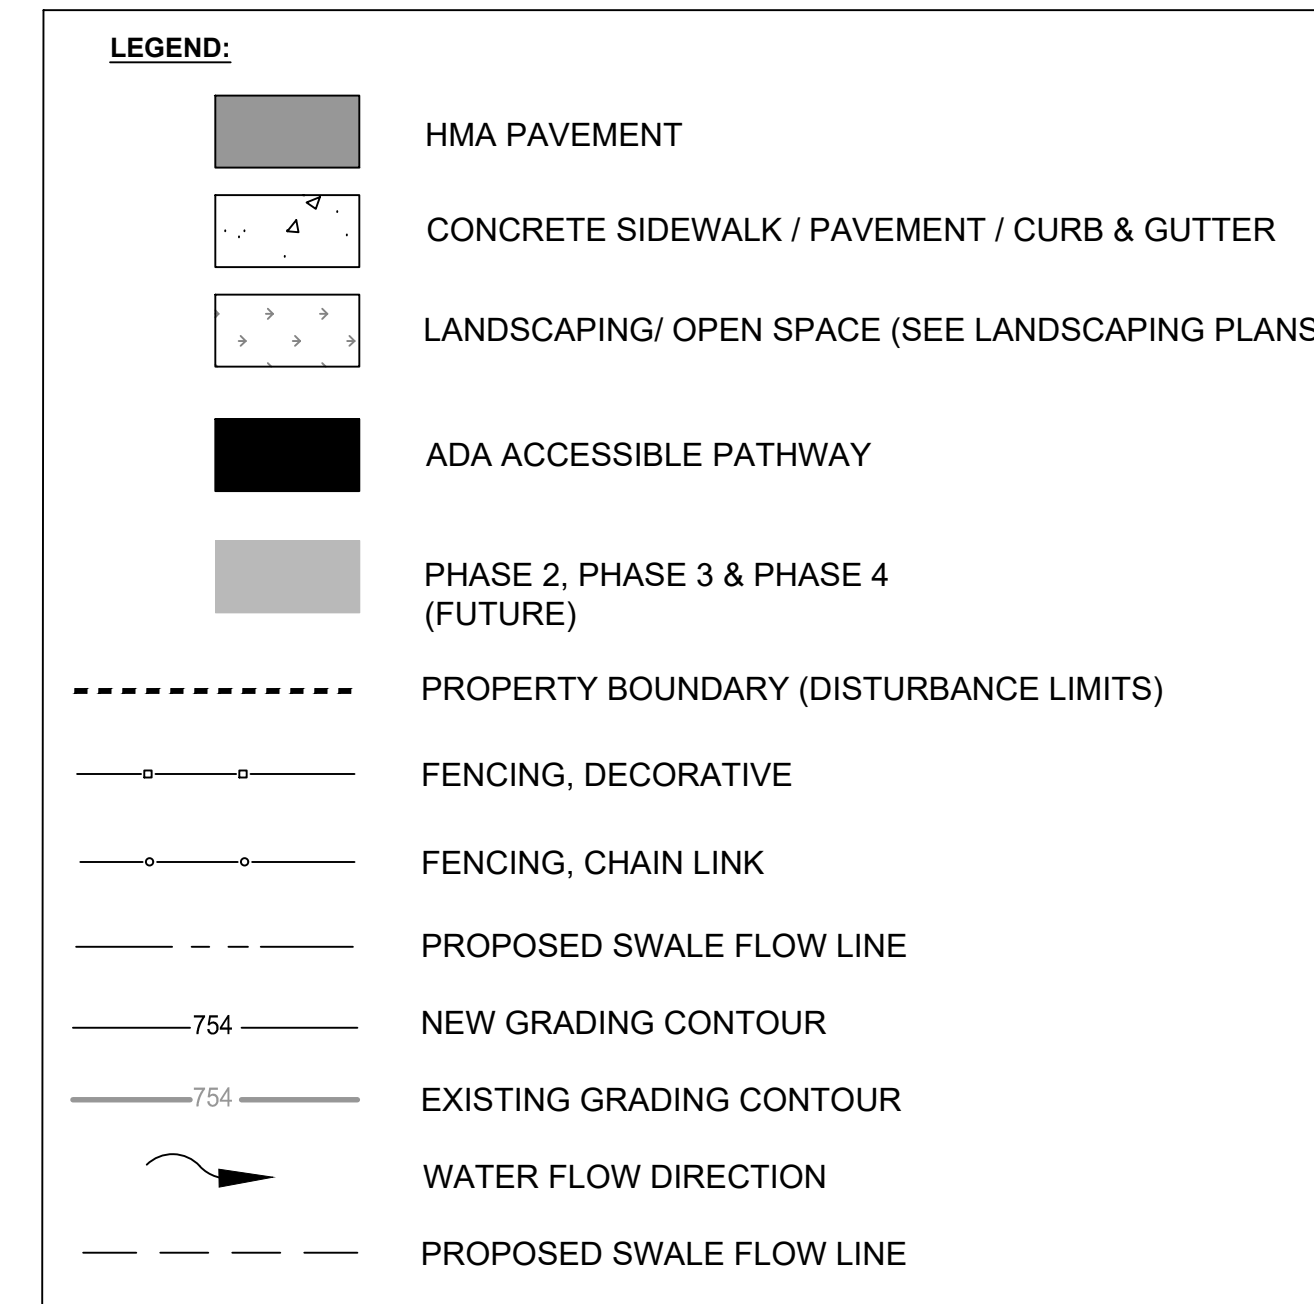 LEGEND:
HMA PAVEMENT
CONCRETE SIDEWALK / PAVEMENT / CURB & GUTTER
LANDSCAPING/ OPEN SPACE (SEE LANDSCAPING PLANS
ADA ACCESSIBLE PATHWAY
PHASE 2, PHASE 3 & PHASE 4
(FUTURE)
PROPERTY BOUNDARY (DISTURBANCE LIMITS)
FENCING, DECORATIVE
FENCING, CHAIN LINK
PROPOSED SWALE FLOW LINE
754 NEW GRADING CONTOUR
754 EXISTING GRADING CONTOUR
WATER FLOW DIRECTION
PROPOSED SWALE FLOW LINE